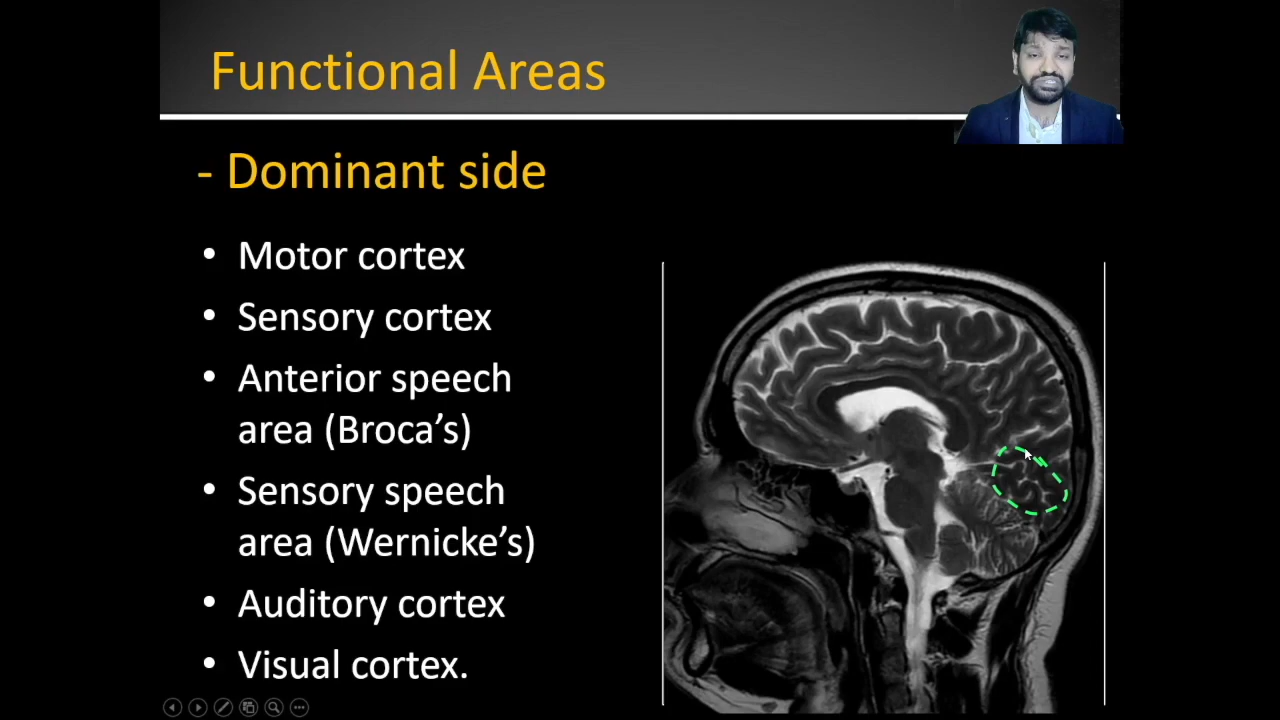 Functional Areas
- Dominant side
• Motor cortex
• Sensory cortex
• Anterior speech
area (Broca’s)
• Sensory speech
area (Wernicke’s)
• Auditory cortex
• Visual cortex.